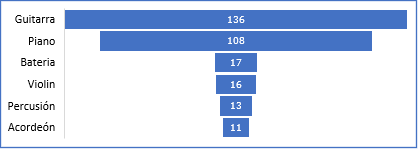 Guitarra 136
Piano 108
Bateria 17
Violin 16
Percusión 13
Acordeón 11